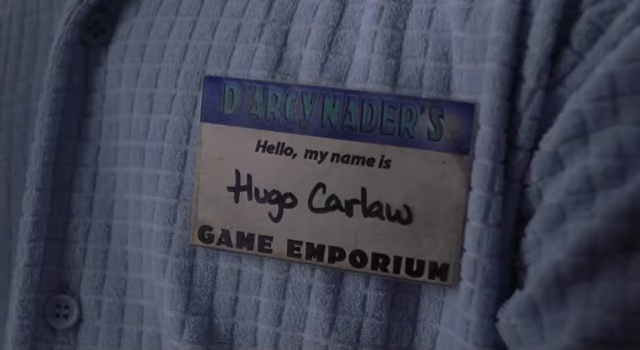 D'ARCY NADER'S
Hello, my name is
Hugo Carlaw
GAME EMPORIUM